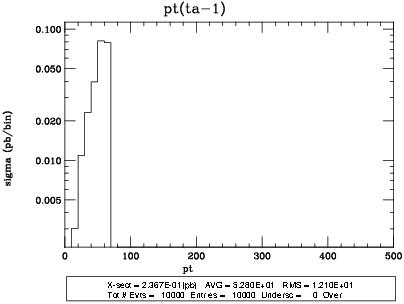 pt(ta-1)
0.100
0.050
0.020
0.010
0.005
sigma (pb/bin)
0 100 200 300 400 500
pt
X-sect = 2.367E-01(pb) AVG = 5.280E+01 RMS = 1.210E+01
Tot # Evts = 10000 Entries = 10000 Undersc = 0 Over